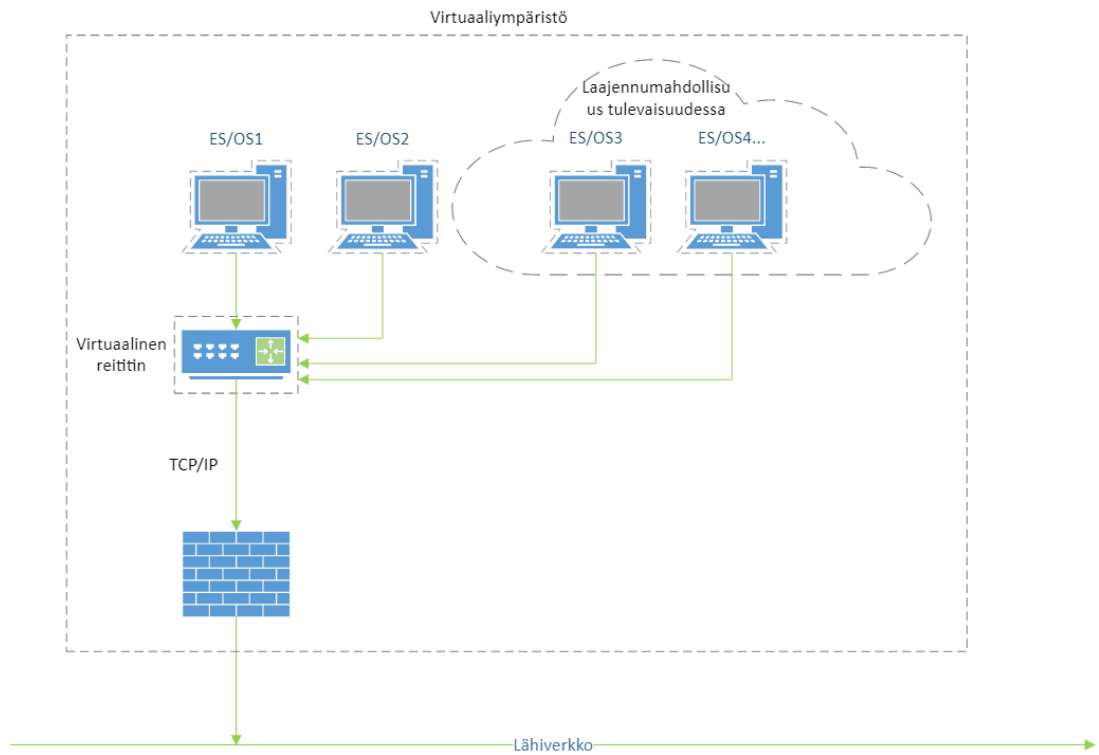 Virtuaaliympäristö
Laajennumahdollisu
us tulevaisuudessa
ES/OS1
ES/OS2
ES/OS3
ES/OS4...
Virtuaalinen
reititin
TCP/IP
Lähiverkko